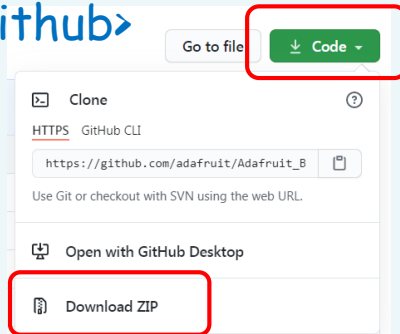 ithub>
Go to file
Code
Clone
HTTPS GitHub CLI
https://github.com/adafruit/Adafruit_B
Use Git or checkout with SVN using the web URL.
Open with GitHub Desktop
Download ZIP